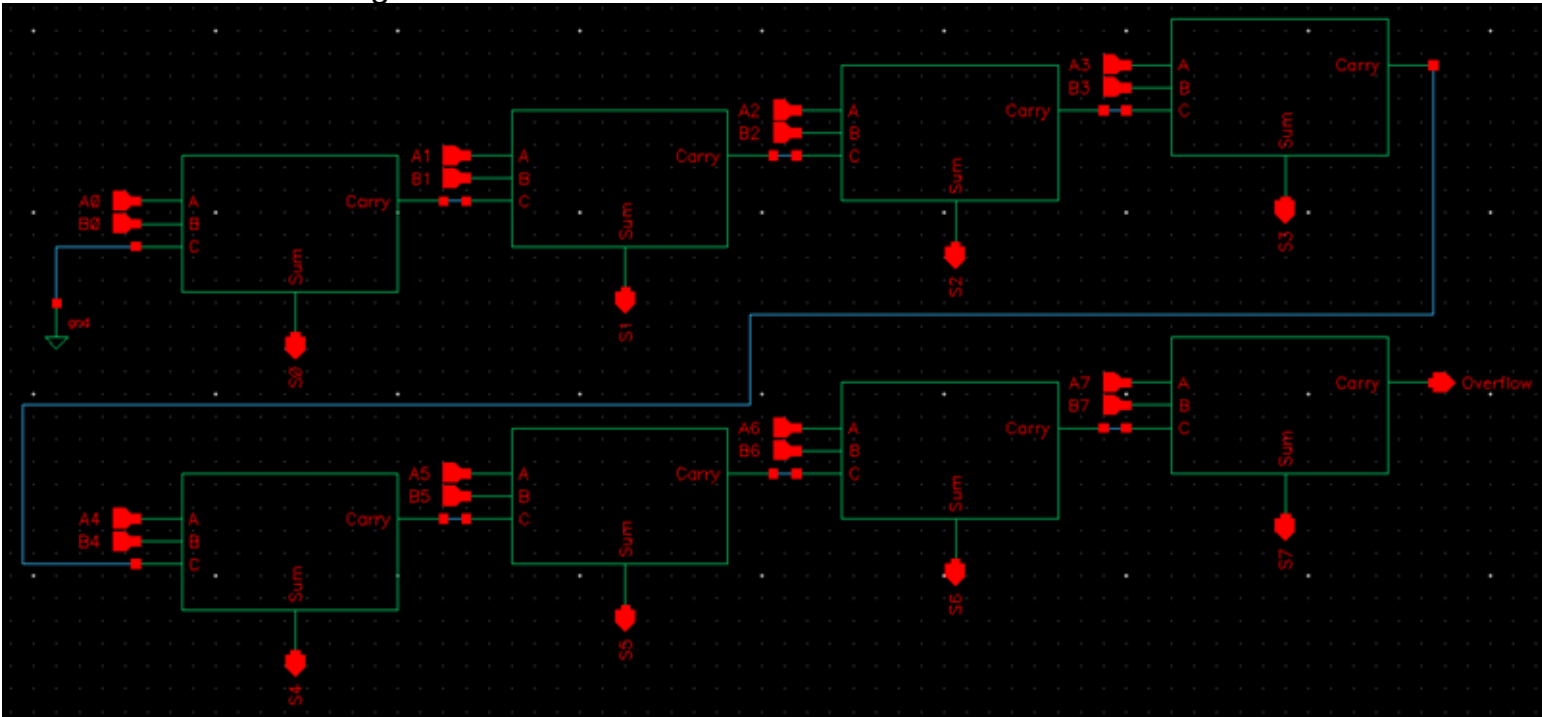 A0
B0
A
B
C
Carry
Sum
S0
gnd
A1
B1
A
B
C
Carry
Sum
S1
A2
B2
A
B
C
Carry
Sum
S2
A3
B3
A
B
C
Carry
Sum
S3
A4
B4
A
B
C
Carry
Sum
S4
A5
B5
A
B
C
Carry
Sum
S5
A6
B6
A
B
C
Carry
Sum
S6
A7
B7
A
B
C
Carry
Sum
S7
Overflow